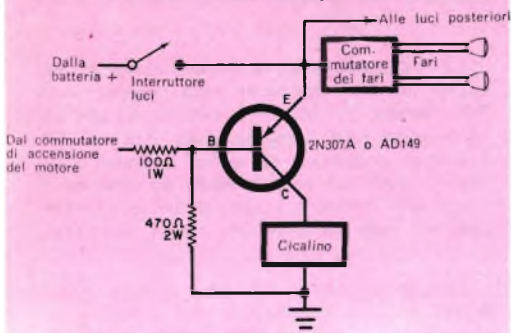 Alle luci posteriori
Com-
mutatore
dei fari
Fari
Dalla
batteria +
Interruttore
luci
E
B
2N307A o AD149
Dal commutatore
di accensione
del motore
100Ω
1W
C
470Ω
2W
Cicalino